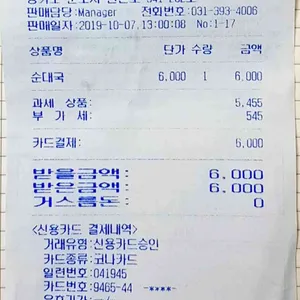 판매담당:Manager 전화번호:031-393-4006
판매일자:2019-10-07,13:00:08 No:1-17
상품명 단가 수량 금액
순대국 6,000 1 6,000
과세 상품: 5,455
부 가 세: 545
카드결제: 6,000
받을금액: 6,000
받은금액: 6,000
거스름돈: 0
<신용카드 결제내역>
거래유형:신용카드승인
카드종류:코나카드
일련번호:041945
카드번호:9465-44 -****-